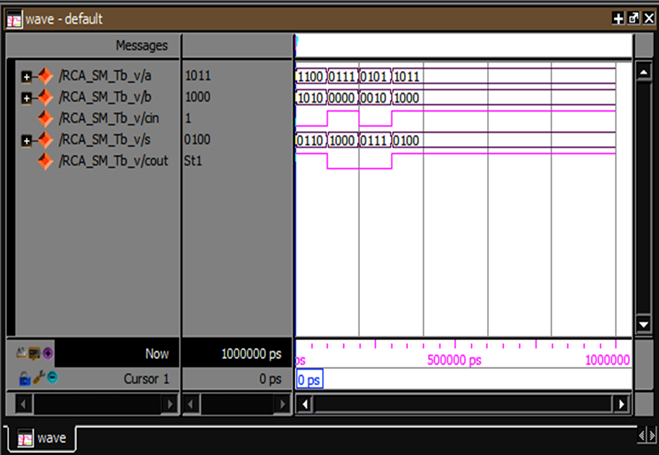 wave - default
Messages
/RCA_SM_Tb_v/a 1011 1100 0111 0101 1011
/RCA_SM_Tb_v/b 1000 1010 0000 0010 1000
/RCA_SM_Tb_v/cin 1
/RCA_SM_Tb_v/s 0100 0110 1000 0111 0100
/RCA_SM_Tb_v/cout St1
Now 1000000 ps ps 500000 ps 1000000
Cursor 1 0 ps 0 ps
wave